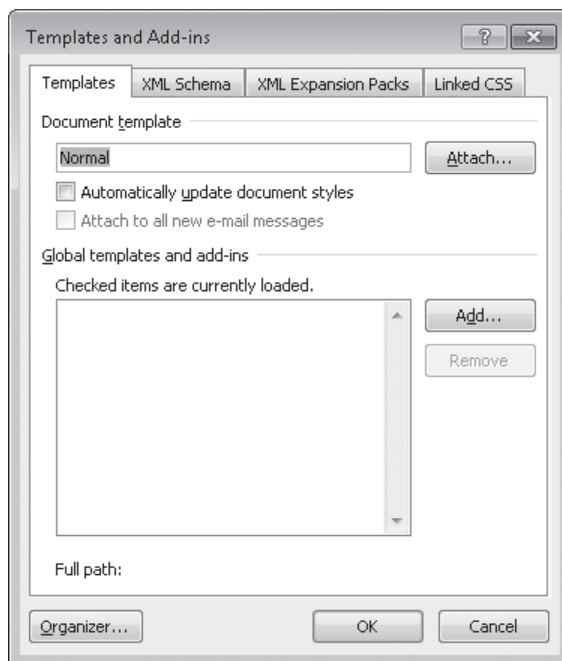 Templates and Add-ins
Templates XML Schema XML Expansion Packs Linked CSS
Document template
Normal Attach...
Automatically update document styles
Attach to all new e-mail messages
Global templates and add-ins
Checked items are currently loaded.
Add...
Remove
Full path:
Organizer... OK Cancel